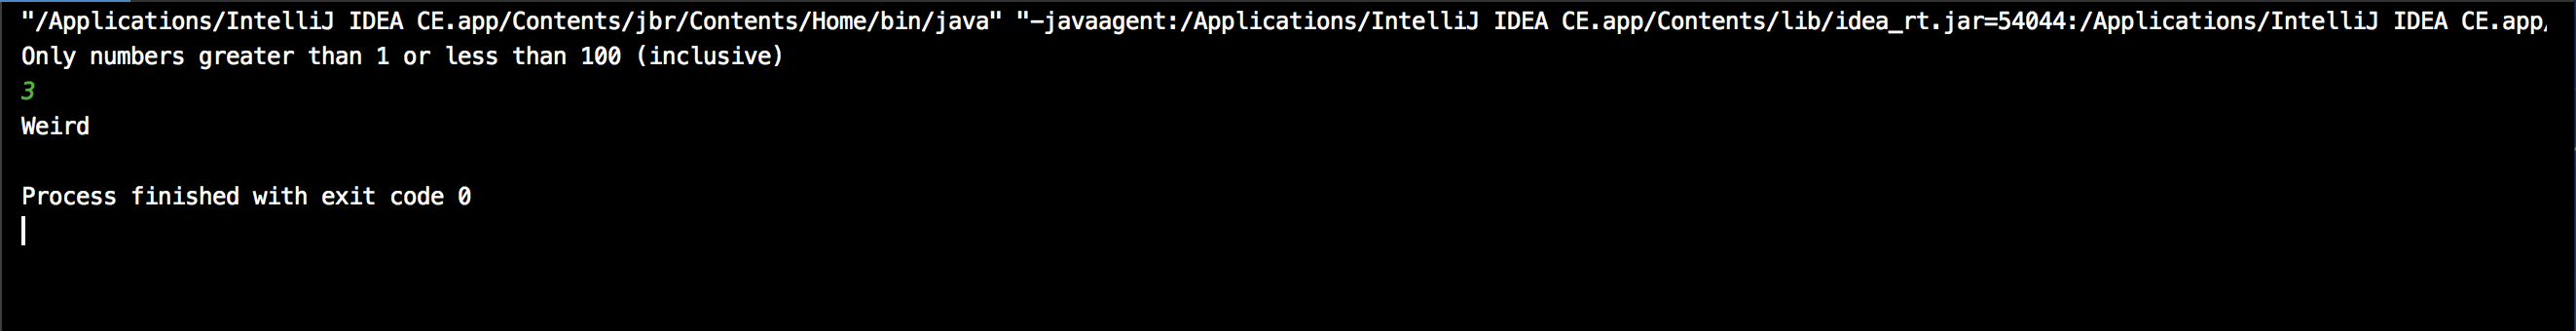 "/Applications/IntelliJ IDEA CE.app/Contents/jbr/Contents/Home/bin/java" "-javaagent:/Applications/IntelliJ IDEA CE.app/Contents/lib/idea_rt.jar=54044:/Applications/IntelliJ IDEA CE.app/
Only numbers greater than 1 or less than 100 (inclusive)
3
Weird
Process finished with exit code 0